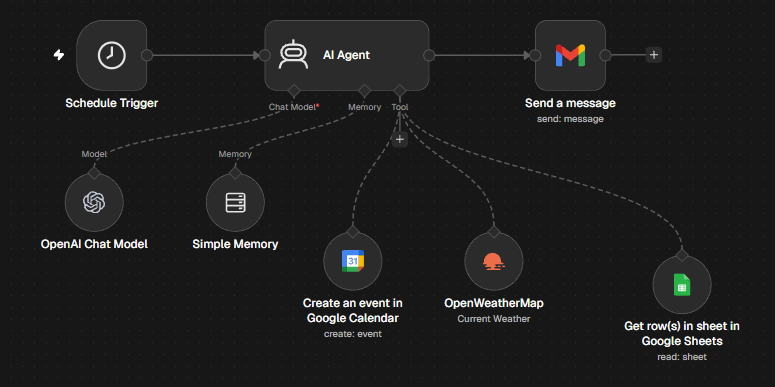 AI Agent
Schedule Trigger
Chat Model*
Memory
Tool
Send a message
send: message
Model
Memory
OpenAI Chat Model
Simple Memory
31
Create an event in
Google Calendar
create: event
OpenWeatherMap
Current Weather
Get row(s) in sheet in
Google Sheets
read: sheet